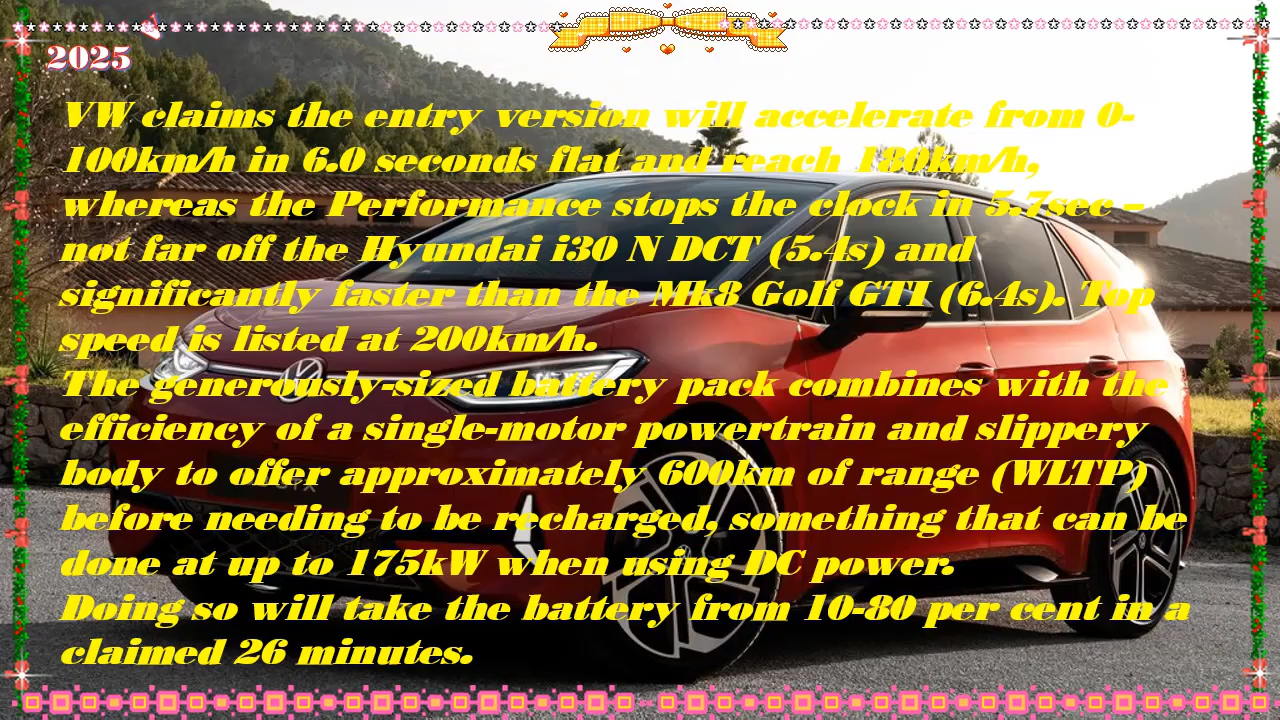 2025
VW claims the entry version will accelerate from 0-
100km/h in 6.0 seconds flat and reach 180km/h,
whereas the Performance stops the clock in 5.7sec –
not far off the Hyundai i30 N DCT (5.4s) and
significantly faster than the Mk8 Golf GTI (6.4s). Top
speed is listed at 200km/h.
The generously-sized battery pack combines with the
efficiency of a single-motor powertrain and slippery
body to offer approximately 600km of range (WLTP)
before needing to be recharged, something that can be
done at up to 175kW when using DC power.
Doing so will take the battery from 10-80 per cent in a
claimed 26 minutes.